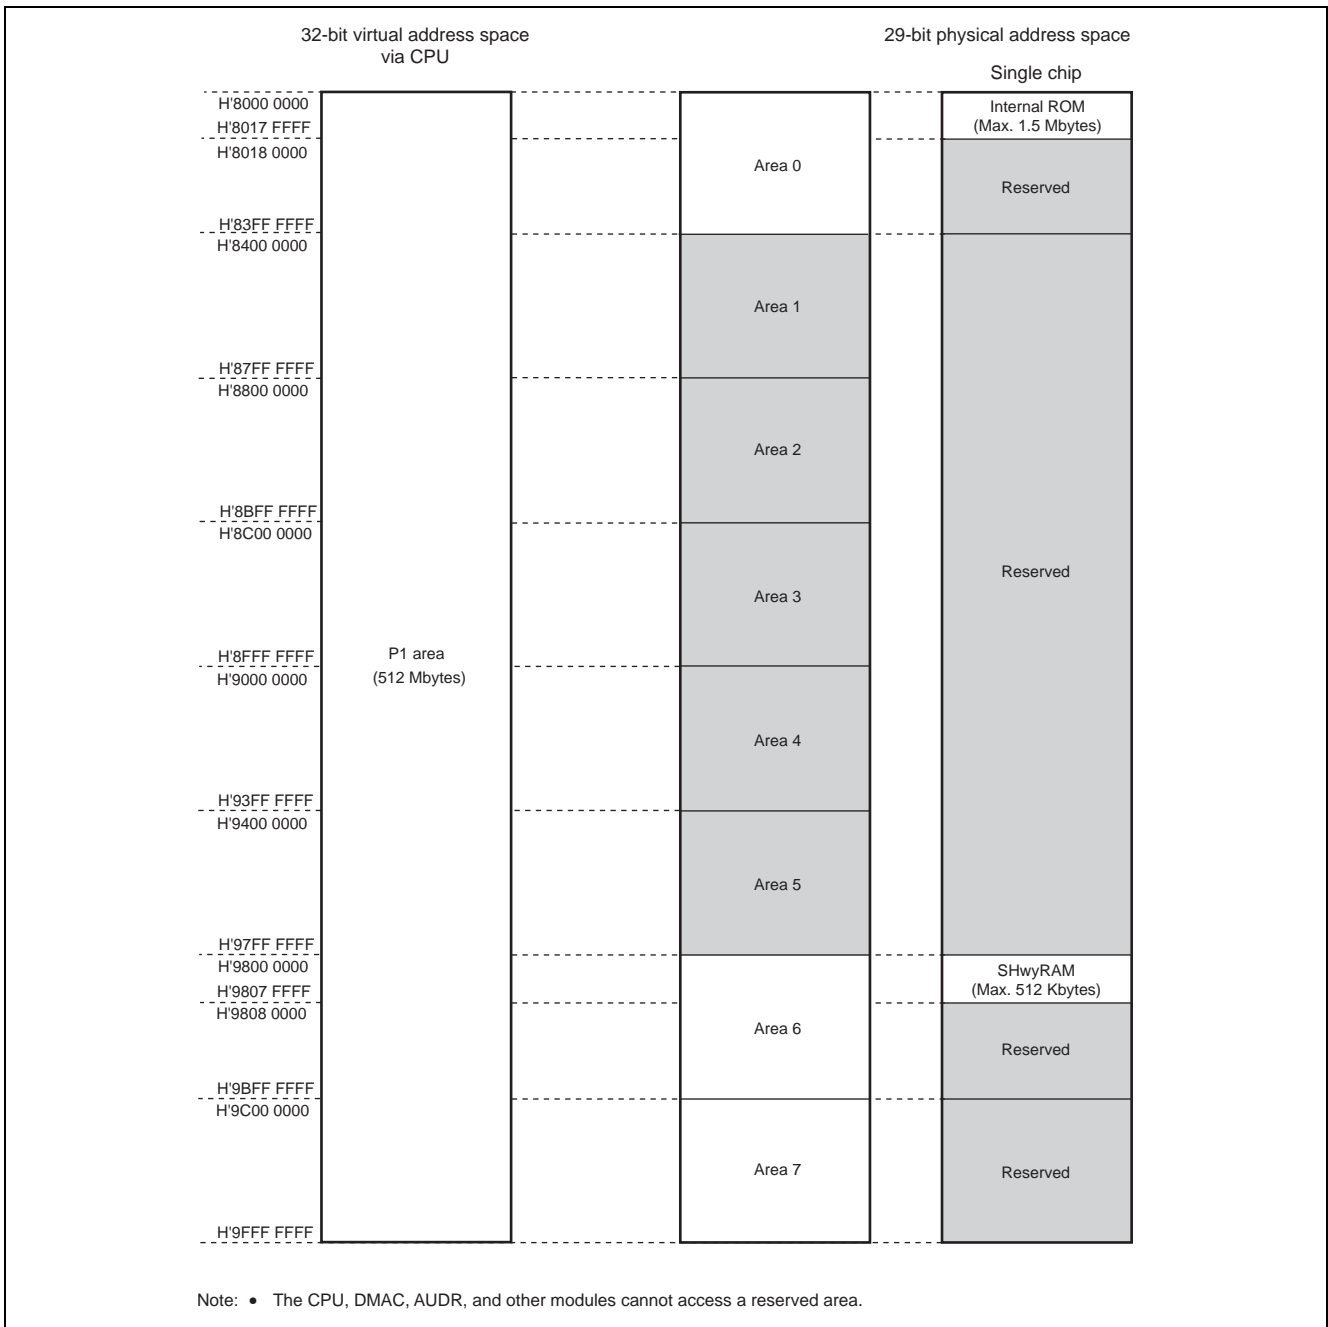 32-bit virtual address space
via CPU
29-bit physical address space
Single chip
H'8000 0000
Internal ROM
(Max. 1.5 Mbytes)
H'8017 FFFF
H'8018 0000
Area 0
Reserved
H'83FF FFFF
H'8400 0000
Area 1
H'87FF FFFF
H'8800 0000
Area 2
H'8BFF FFFF
H'8C00 0000
Reserved
Area 3
P1 area
(512 Mbytes)
H'8FFF FFFF
H'9000 0000
Area 4
H'93FF FFFF
H'9400 0000
Area 5
H'97FF FFFF
H'9800 0000
SHwyRAM
(Max. 512 Kbytes)
H'9807 FFFF
H'9808 0000
Area 6
Reserved
H'9BFF FFFF
H'9C00 0000
Area 7
Reserved
H'9FFF FFFF
Note: • The CPU, DMAC, AUDR, and other modules cannot access a reserved area.